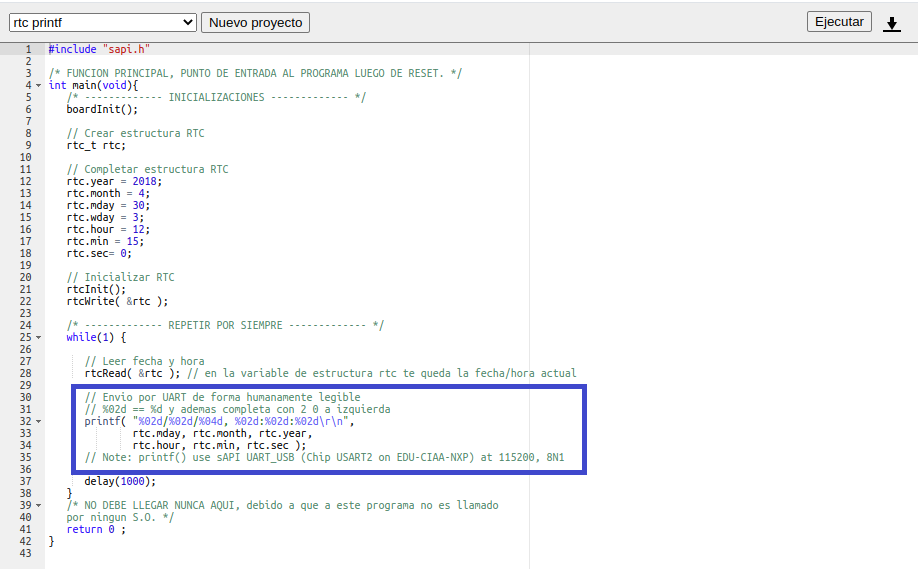 rtc printf Nuevo proyecto Ejecutar
1 #include "sapi.h"
2
3 /* FUNCION PRINCIPAL, PUNTO DE ENTRADA AL PROGRAMA LUEGO DE RESET. */
4 int main(void){
5 /* ------------- INICIALIZACIONES ------------- */
6 boardInit();
7
8 // Crear estructura RTC
9 rtc_t rtc;
10
11 // Completar estructura RTC
12 rtc.year = 2018;
13 rtc.month = 4;
14 rtc.mday = 30;
15 rtc.wday = 3;
16 rtc.hour = 12;
17 rtc.min = 15;
18 rtc.sec= 0;
19
20 // Inicializar RTC
21 rtcInit();
22 rtcWrite( &rtc );
23
24 /* ------------- REPETIR POR SIEMPRE ------------- */
25 while(1) {
26
27 // Leer fecha y hora
28 rtcRead( &rtc ); // en la variable de estructura rtc te queda la fecha/hora actual
29
30 // Envio por UART de forma humanamente legible
31 // %02d == %d y ademas completa con 2 0 a izquierda
32 printf( "%02d/%02d/%04d, %02d:%02d:%02d\r\n",
33 rtc.mday, rtc.month, rtc.year,
34 rtc.hour, rtc.min, rtc.sec );
35 // Note: printf() use sAPI UART_USB (Chip USART2 on EDU-CIAA-NXP) at 115200, 8N1
36
37 delay(1000);
38 }
39 /* NO DEBE LLEGAR NUNCA AQUI, debido a que a este programa no es llamado
40 por ningun S.O. */
41 return 0 ;
42 }
43